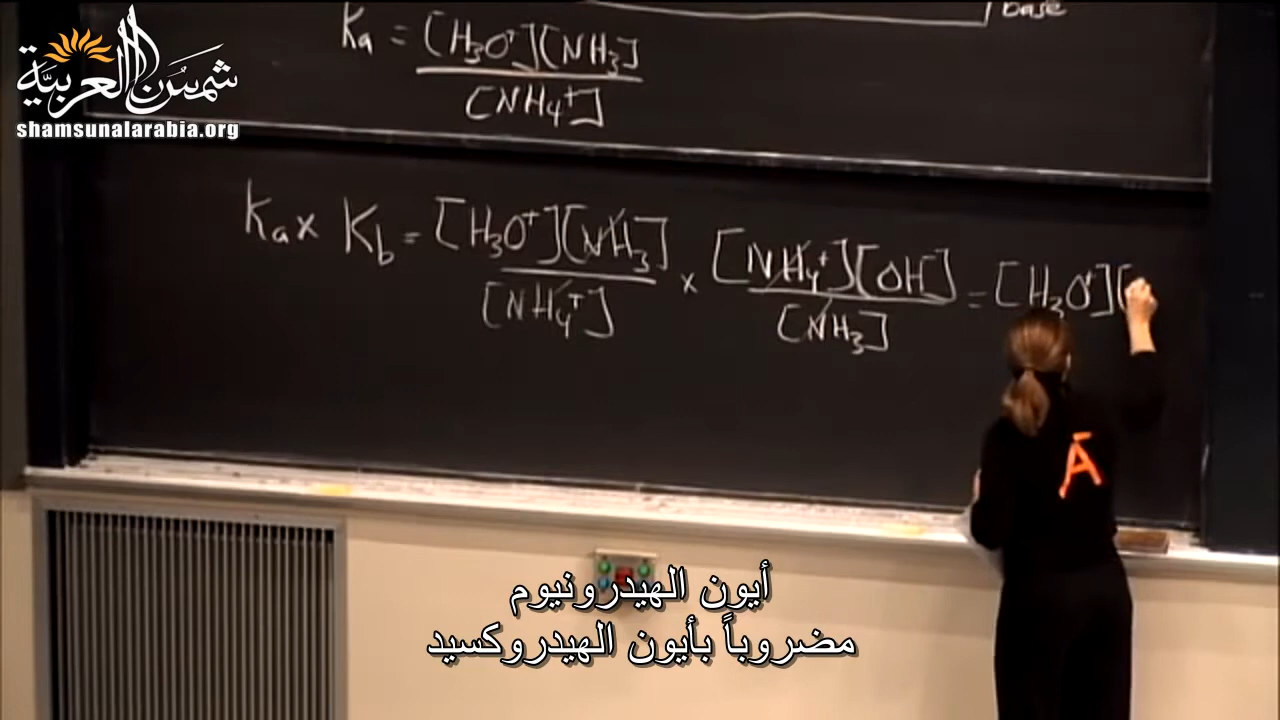 base
Ka = [H₃O⁺][NH₃]
[NH₄⁺]
شمس العربية
shamsunalarabia.org
Ka x Kb = [H₃O⁺][NH₃] x [NH₄⁺][OH] = [H₃O⁺][
[NH₄⁺] [NH₃]
A
أيون الهيدرونيوم
مضروباً بأيون الهيدروكسيد